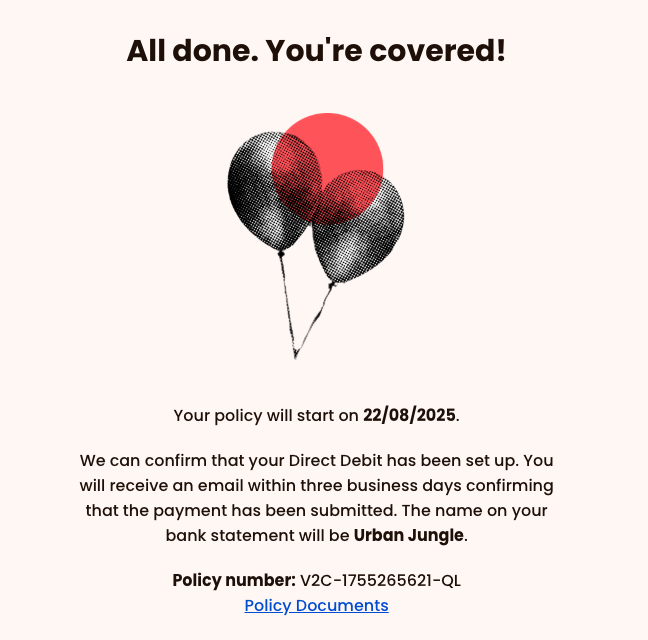 All done. You're covered!
Your policy will start on 22/08/2025.
We can confirm that your Direct Debit has been set up. You
will receive an email within three business days confirming
that the payment has been submitted. The name on your
bank statement will be Urban Jungle.
Policy number: V2C-1755265621-QL
Policy Documents